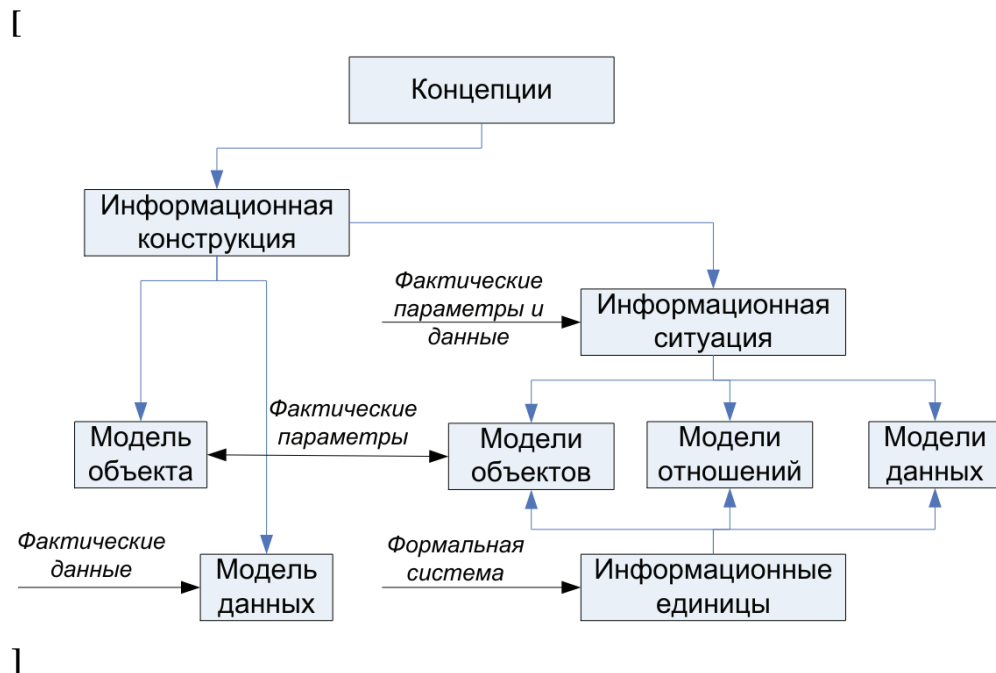 [
Концепции
Информационная
конструкция
Фактические
параметры и
данные
Информационная
ситуация
Фактические
параметры
Модель
объекта
Модели
объектов
Модели
отношений
Модели
данных
Фактические
данные
Модель
данных
Формальная
система
Информационные
единицы
]